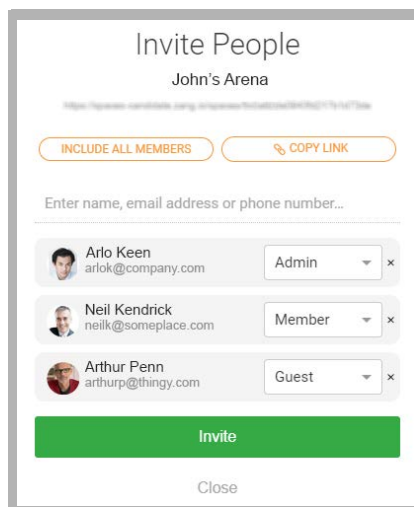 Invite People
John's Arena
INCLUDE ALL MEMBERS
COPY LINK
Enter name, email address or phone number...
Arlo Keen
arlok@company.com
Admin
×
Neil Kendrick
neilk@someplace.com
Member
×
Arthur Penn
arthurp@thingy.com
Guest
×
Invite
Close